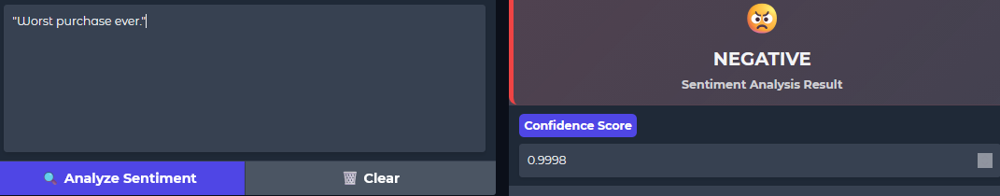 "Worst purchase ever."
Analyze Sentiment
Clear
NEGATIVE
Sentiment Analysis Result
Confidence Score
0.9998